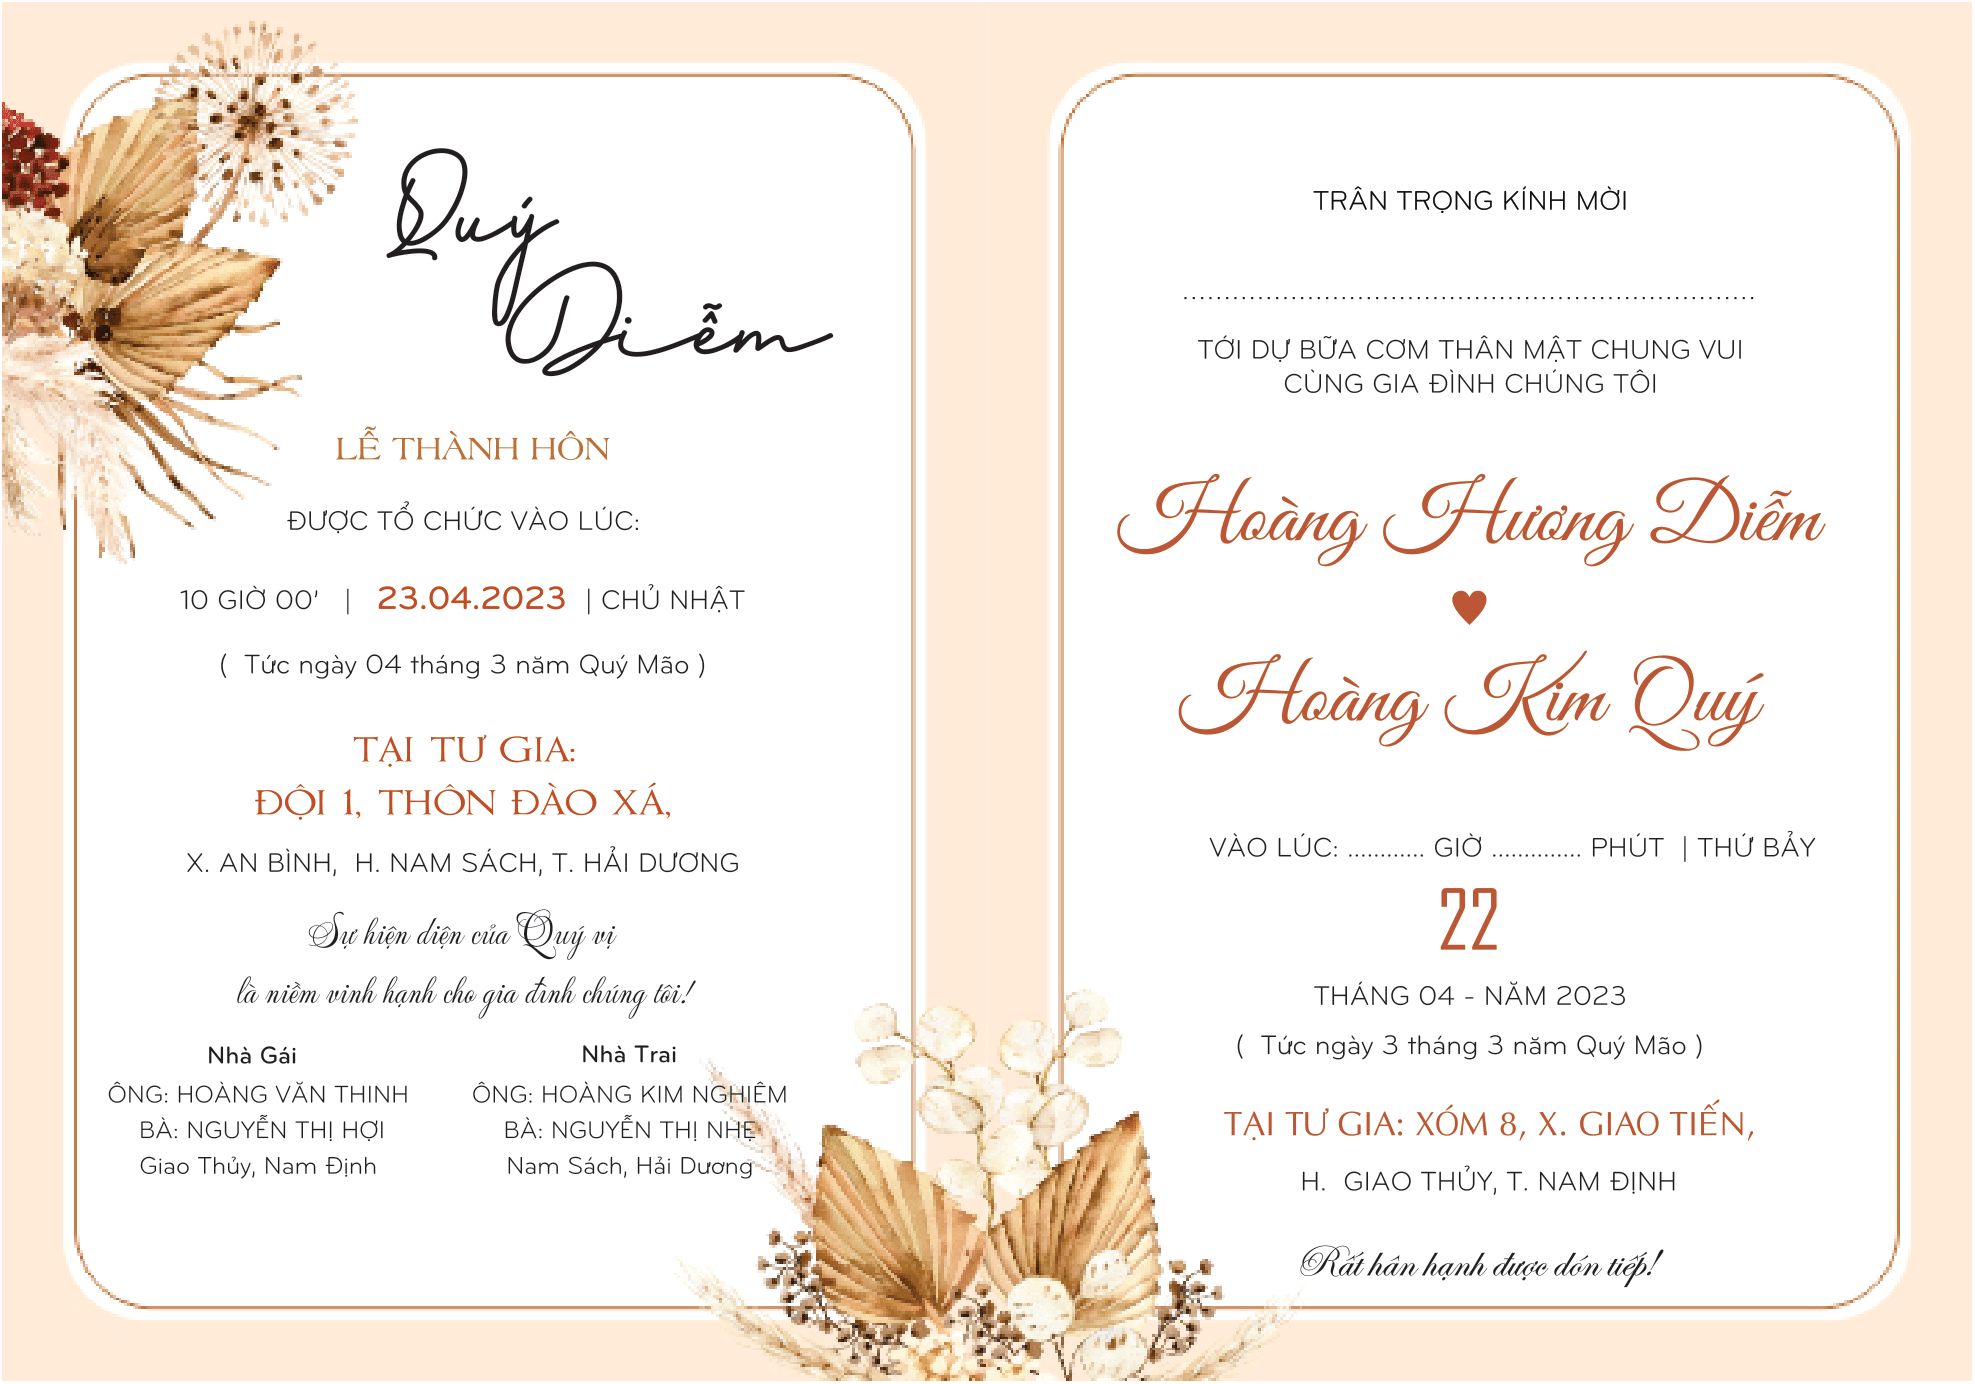 Quý
Diễm
LỄ THÀNH HÔN
ĐƯỢC TỔ CHỨC VÀO LÚC:
10 GIỜ 00' | 23.04.2023 | CHỦ NHẬT
( Tức ngày 04 tháng 3 năm Quý Mão )
TẠI TƯ GIA:
ĐỘI 1, THÔN ĐÀO XÁ,
X. AN BÌNH, H. NAM SÁCH, T. HẢI DƯƠNG
Sự hiện diện của Quý vị
là niềm vinh hạnh cho gia đình chúng tôi!
Nhà Gái
ÔNG: HOÀNG VĂN THINH
BÀ: NGUYỄN THỊ HỢI
Giao Thủy, Nam Định
Nhà Trai
ÔNG: HOÀNG KIM NGHIÊM
BÀ: NGUYỄN THỊ NHẸ
Nam Sách, Hải Dương
TRÂN TRỌNG KÍNH MỜI
......................................................................
TỚI DỰ BỮA CƠM THÂN MẬT CHUNG VUI
CÙNG GIA ĐÌNH CHÚNG TÔI
Hoàng Hương Diễm
Hoàng Kim Quý
VÀO LÚC: ............ GIỜ .............. PHÚT | THỨ BẢY
22
THÁNG 04 - NĂM 2023
( Tức ngày 3 tháng 3 năm Quý Mão )
TẠI TƯ GIA: XÓM 8, X. GIAO TIẾN,
H. GIAO THỦY, T. NAM ĐỊNH
Rất hân hạnh được đón tiếp!